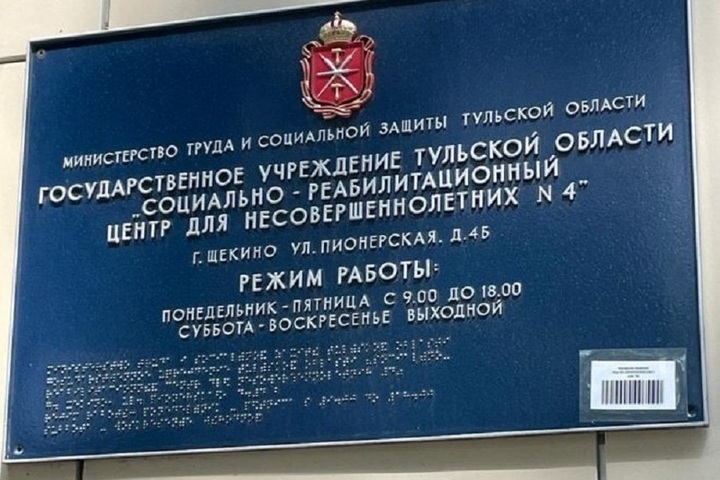 МИНИСТЕРСТВО ТРУДА И СОЦИАЛЬНОЙ ЗАЩИТЫ ТУЛЬСКОЙ ОБЛАСТИ
ГОСУДАРСТВЕННОЕ УЧРЕЖДЕНИЕ ТУЛЬСКОЙ ОБЛАСТИ
„СОЦИАЛЬНО - РЕАБИЛИТАЦИОННЫЙ
ЦЕНТР ДЛЯ НЕСОВЕРШЕННОЛЕТНИХ N 4"
Г. ЩЕКИНО УЛ. ПИОНЕРСКАЯ. Д.4Б
РЕЖИМ РАБОТЫ:
ПОНЕДЕЛЬНИК - ПЯТНИЦА С 9.00 ДО 18.00
СУББОТА - ВОСКРЕСЕНЬЕ ВЫХОДНОЙ